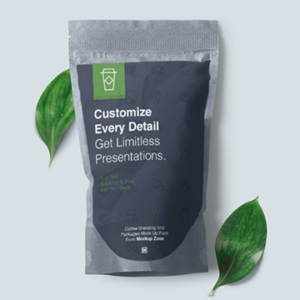 Customize
Every Detail
Get Limitless
Presentations.
Coffee Branding And
Packages Mock Up Pack
From Mockup Zone